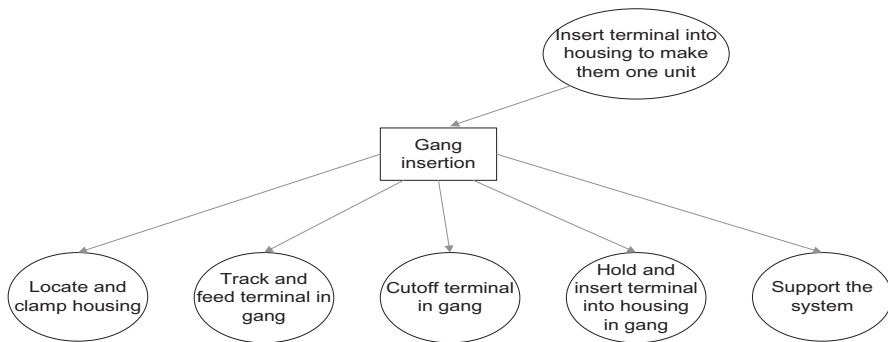 Insert terminal into
housing to make
them one unit
Gang
insertion
Locate and
clamp housing
Track and
feed terminal in
gang
Cutoff terminal
in gang
Hold and
insert terminal
into housing
in gang
Support the
system